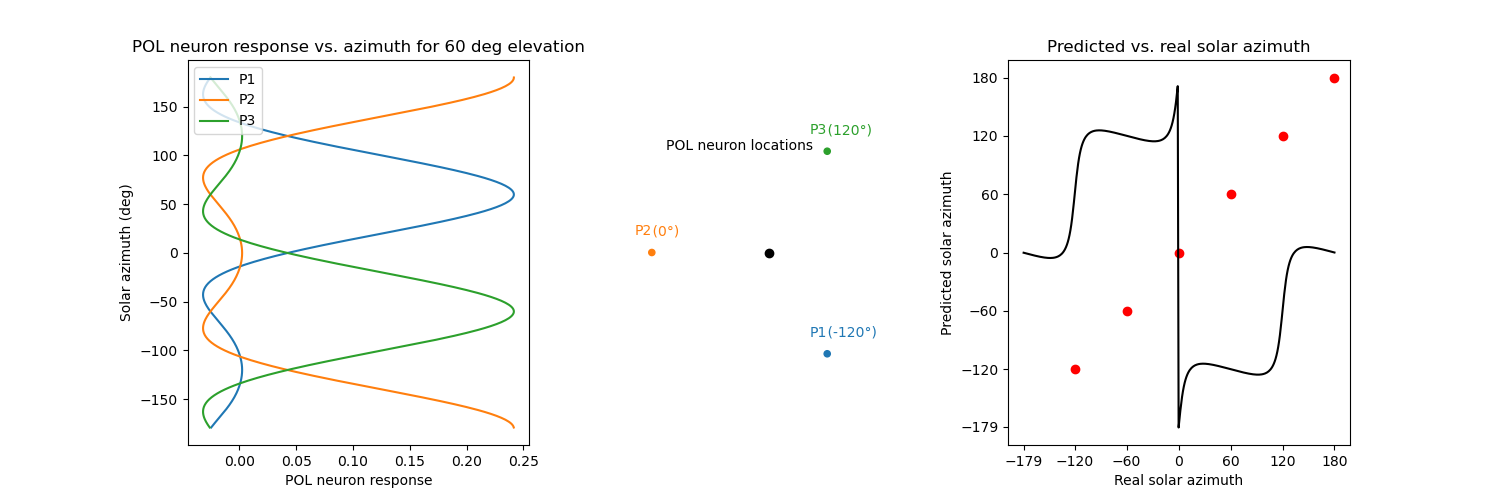 POL neuron response vs. azimuth for 60 deg elevation
P1
P2
P3
150
100
50
0
−50
−100
−150
Solar azimuth (deg)
0.00 0.05 0.10 0.15 0.20 0.25
POL neuron response
P3(120°)
POL neuron locations
P2(0°)
P1(-120°)
Predicted vs. real solar azimuth
180
120
60
0
−60
−120
−179
Predicted solar azimuth
−179 −120 −60 0 60 120 180
Real solar azimuth